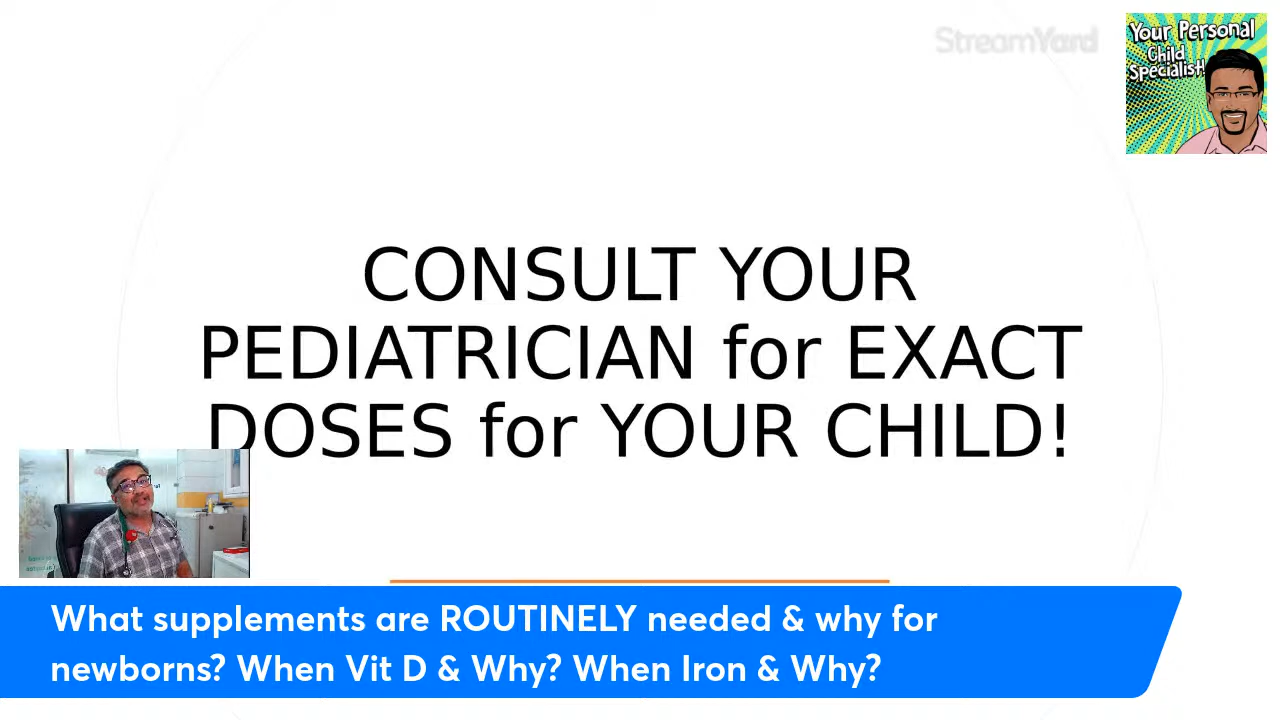 StreamYard
Your Personal
Child
Specialist!
CONSULT YOUR
PEDIATRICIAN for EXACT
DOSES for YOUR CHILD!
What supplements are ROUTINELY needed & why for
newborns? When Vit D & Why? When Iron & Why?